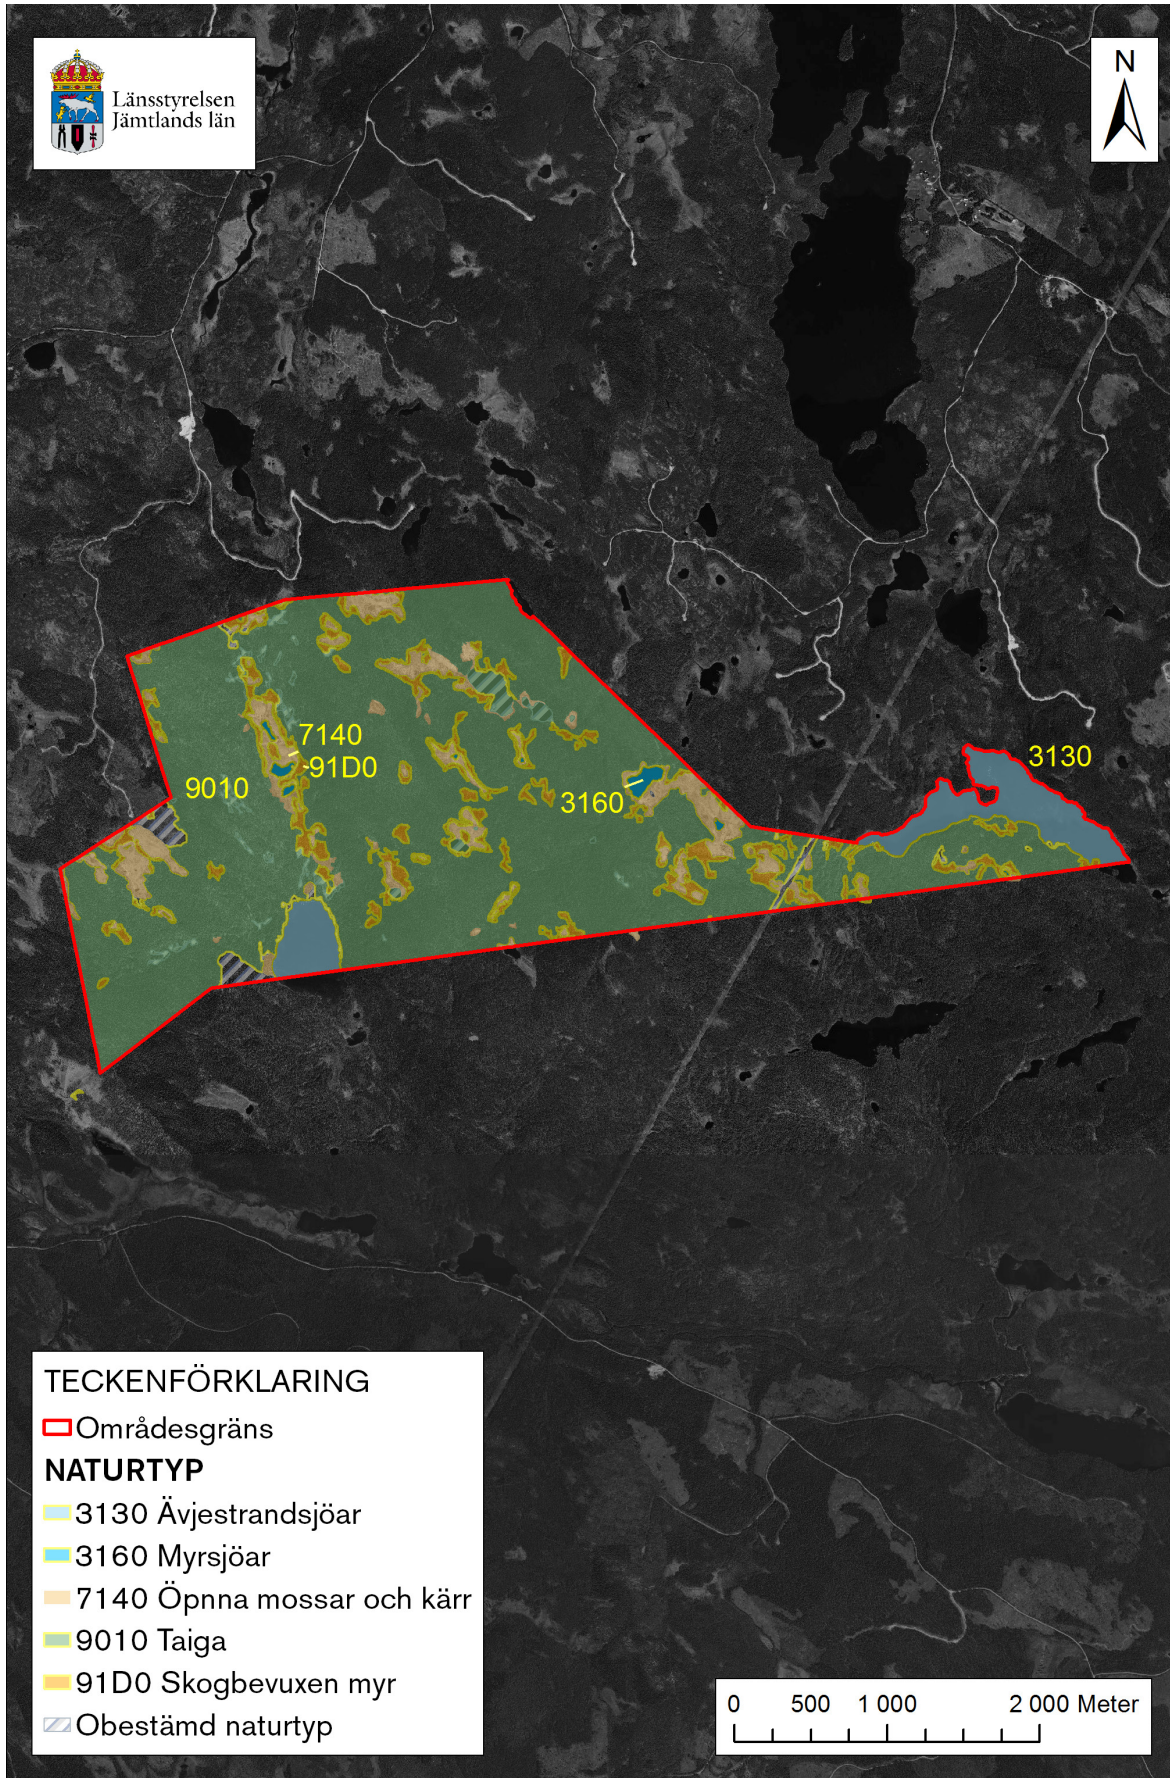 Länsstyrelsen
Jämtlands län
N
7140
91D0
9010
3160
3130
TECKENFÖRKLARING
Områdesgräns
NATURTYP
3130 Ävjestrandsjöar
3160 Myrsjöar
7140 Öpnna mossar och kärr
9010 Taiga
91D0 Skogbevuxen myr
Obestämd naturtyp
0 500 1 000 2 000 Meter